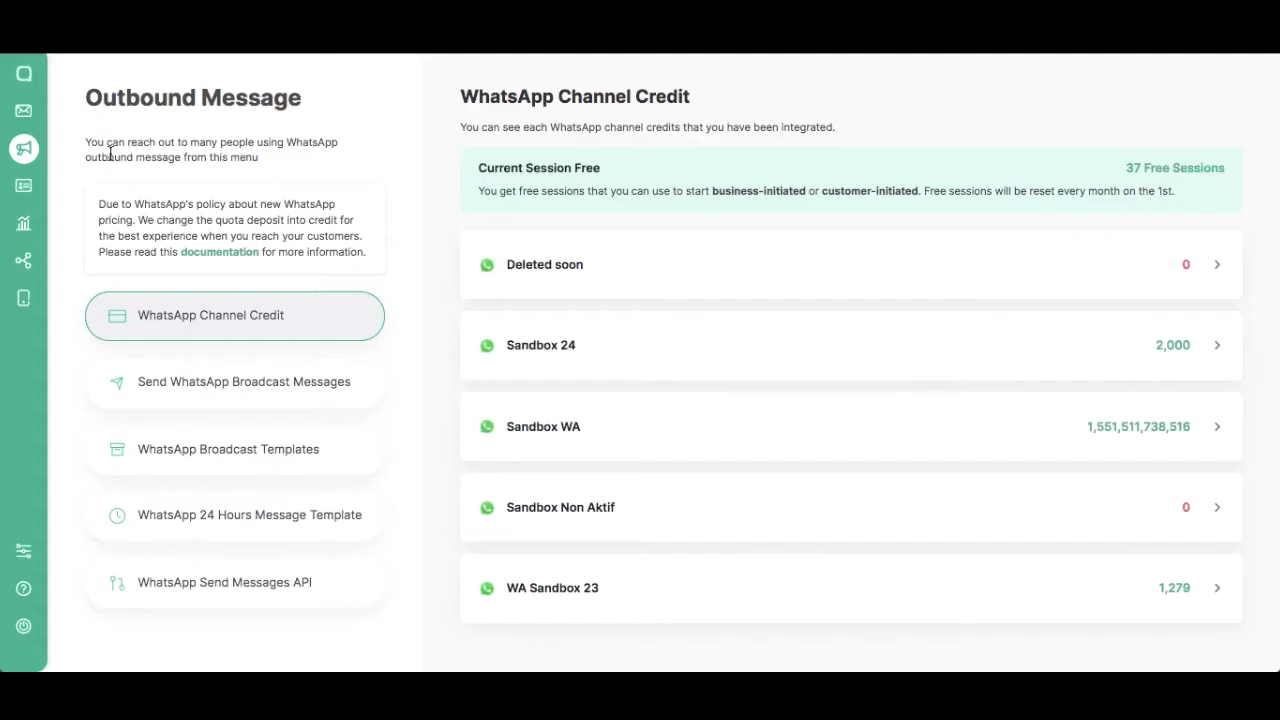 Outbound Message
You can reach out to many people using WhatsApp
outbound message from this menu
Due to WhatsApp's policy about new WhatsApp
pricing. We change the quota deposit into credit for
the best experience when you reach your customers.
Please read this documentation for more information.
WhatsApp Channel Credit
Send WhatsApp Broadcast Messages
WhatsApp Broadcast Templates
WhatsApp 24 Hours Message Template
WhatsApp Send Messages API
WhatsApp Channel Credit
You can see each WhatsApp channel credits that you have been integrated.
Current Session Free 37 Free Sessions
You get free sessions that you can use to start business-initiated or customer-initiated. Free sessions will be reset every month on the 1st.
Deleted soon 0
Sandbox 24 2,000
Sandbox WA 1,551,511,738,516
Sandbox Non Aktif 0
WA Sandbox 23 1,279